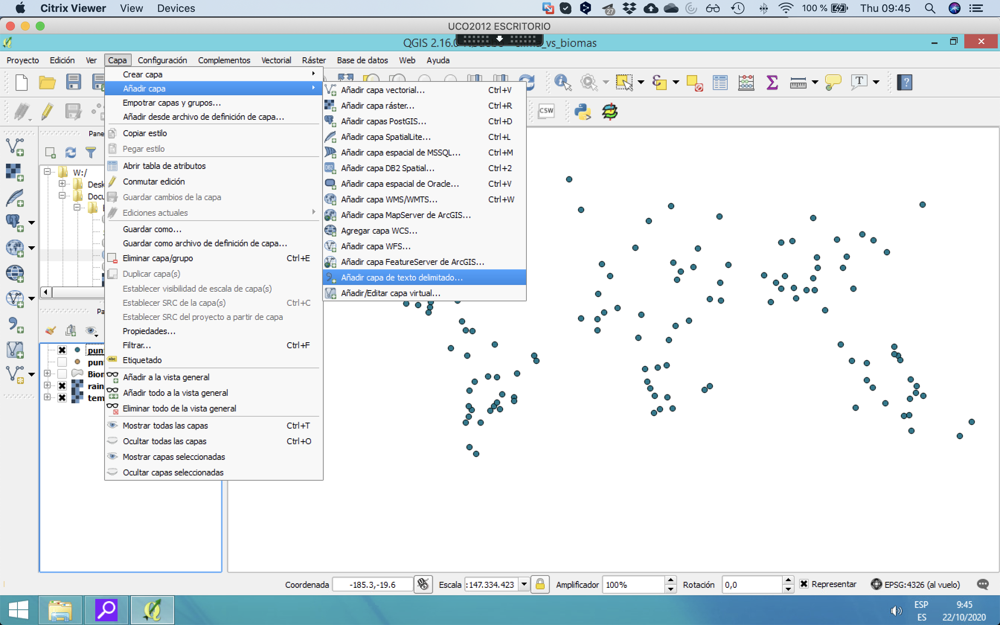 Citrix Viewer View Devices
27
100 %
Thu 09:45
UCO2012 ESCRITORIO
QGIS 2.16.0
_vs_biomas
Proyecto Edición Ver Capa Configuración Complementos Vectorial Ráster Base de datos Web Ayuda
Crear capa
Añadir capa
Empotrar capas y grupos...
Añadir desde archivo de definición de capa...
Copiar estilo
Pegar estilo
Abrir tabla de atributos
Conmutar edición
Guardar cambios de la capa
Ediciones actuales
Guardar como...
Guardar como archivo de definición de capa...
Eliminar capa/grupo Ctrl+E
Duplicar capa(s)
Establecer visibilidad de escala de capa(s)
Establecer SRC de la capa(s) Ctrl+C
Establecer SRC del proyecto a partir de capa
Propiedades...
Filtrar... Ctrl+F
abc Etiquetado
Añadir a la vista general
Añadir todo a la vista general
Eliminar todo de la vista general
Mostrar todas las capas Ctrl+T
Ocultar todas las capas Ctrl+O
Mostrar capas seleccionadas
Ocultar capas seleccionadas
Añadir capa vectorial... Ctrl+V
Añadir capa ráster... Ctrl+R
Añadir capas PostGIS... Ctrl+D
Añadir capa SpatialLite... Ctrl+L
Añadir capa espacial de MSSQL... Ctrl+M
DB2 Añadir capa DB2 Spatial... Ctrl+2
Añadir capa espacial de Oracle... Ctrl+V
Añadir capa WMS/WMTS... Ctrl+W
Añadir capa MapServer de ArcGIS...
Agregar capa WCS...
Añadir capa WFS...
Añadir capa FeatureServer de ArcGIS...
Añadir capa de texto delimitado...
Añadir/Editar capa virtual...
CSW
Pane
W:/
Desk
Docu
Pa
pun
pun
Bion
rain
tem
Coordenada -185.3,-19.6 Escala :147.334.423 Amplificador 100% Rotación 0,0 Representar EPSG:4326 (al vuelo)
ESP
ES
9:45
22/10/2020